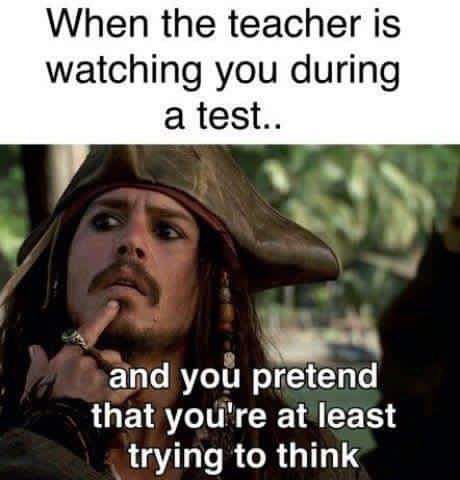 When the teacher is
watching you during
a test..
and you pretend
that you're at least
trying to think